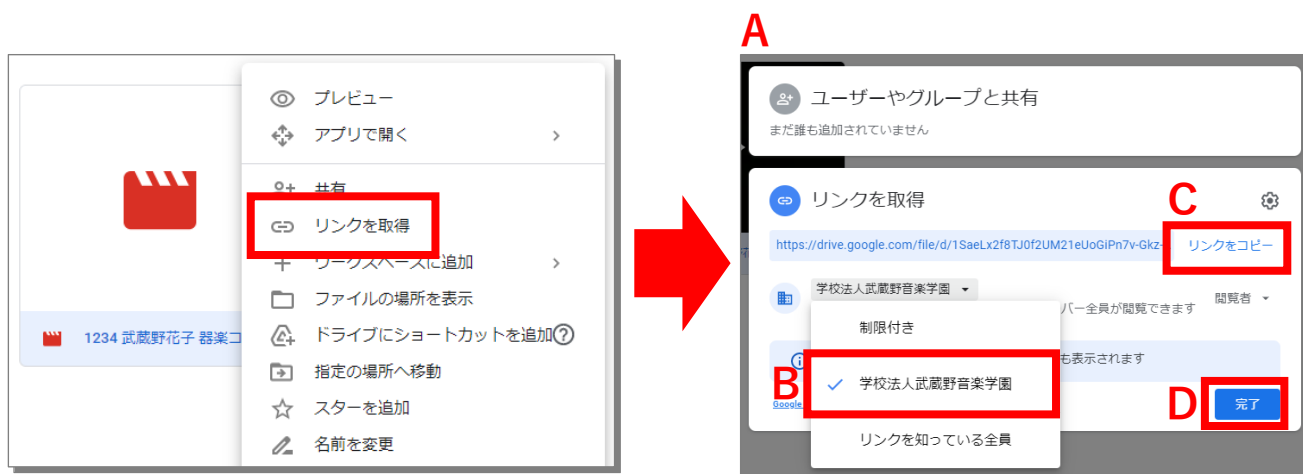 プレビュー
アプリで開く
共有
リンクを取得
ワークスペースに追加
ファイルの場所を表示
ドライブにショートカットを追加
指定の場所へ移動
スターを追加
名前を変更
1234 武蔵野花子 器楽コ
A
ユーザーやグループと共有
まだ誰も追加されていません
リンクを取得
C
https://drive.google.com/file/d/1SaeLx2f8TJ0f2UM21eUoGiPn7v-Gkz-
リンクをコピー
学校法人武蔵野音楽学園
バー全員が閲覧できます
閲覧者
制限付き
も表示されます
B
学校法人武蔵野音楽学園
Google
D
完了
リンクを知っている全員